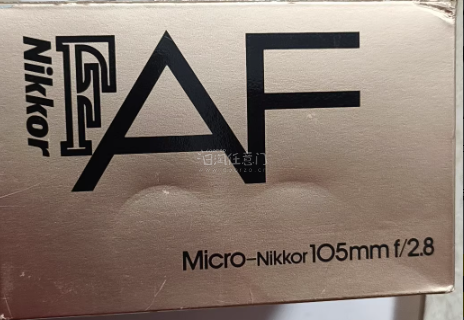 Nikkor
AF
Micro-Nikkor 105mm f/2.8